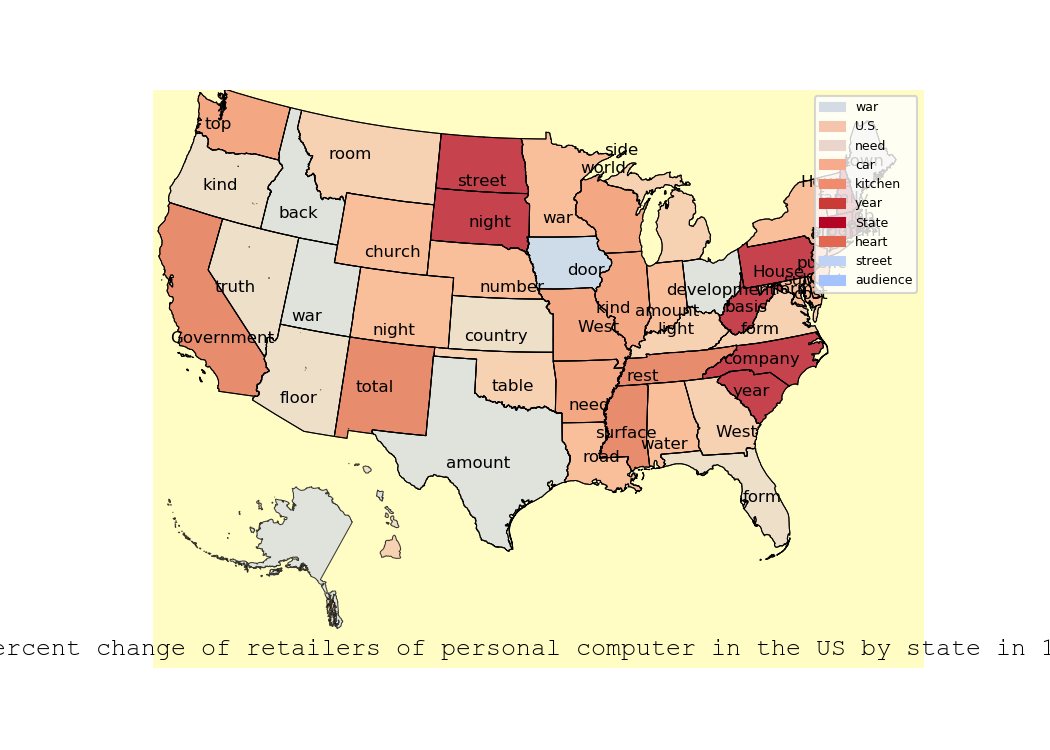 war
U.S.
need
car
kitchen
year
State
heart
street
audience
top
side
room
world
street
kind
back
night
war
church
door
House
truth
number
development
basis
Kind
amount
war
West
light
form
night
country
Government
company
rest
total
table
year
floor
need
surface
West
water
road
amount
form
ercent change of retailers of personal computer in the US by state in 1